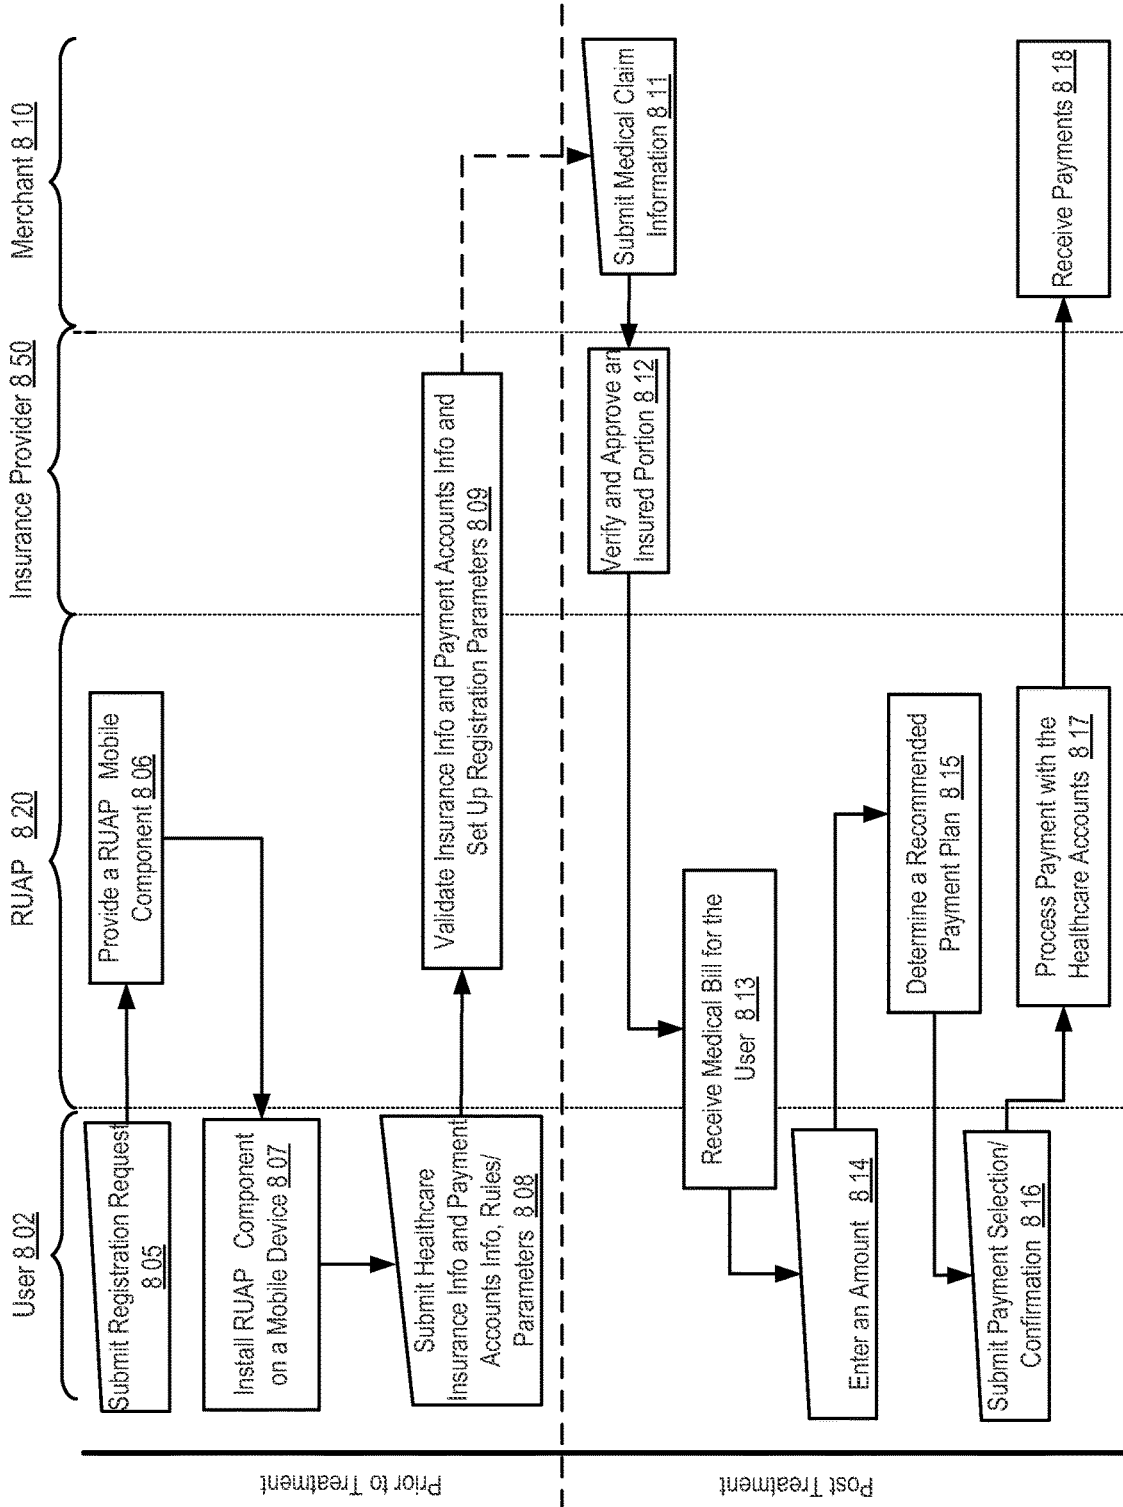 User 8 02
RUAP 8.20
Insurance Provider 8.50
Merchant 8.10
Prior to Treatment
Submit Registration Request
8.05
Provide a RUAP Mobile
Component 8.06
Install RUAP Component
on a Mobile Device 8.07
Submit Healthcare
Insurance Info and Payment
Accounts Info, Rules/
Parameters 8.08
Validate Insurance Info and Payment Accounts Info and
Set Up Registration Parameters 8.09
Post Treatment
Submit Medical Claim
Information 8.11
Verify and Approve an
Insured Portion 8.12
Receive Medical Bill for the
User 8.13
Enter an Amount 8.14
Determine a Recommended
Payment Plan 8.15
Submit Payment Selection/
Confirmation 8.16
Process Payment with the
Healthcare Accounts 8.17
Receive Payments 8.18